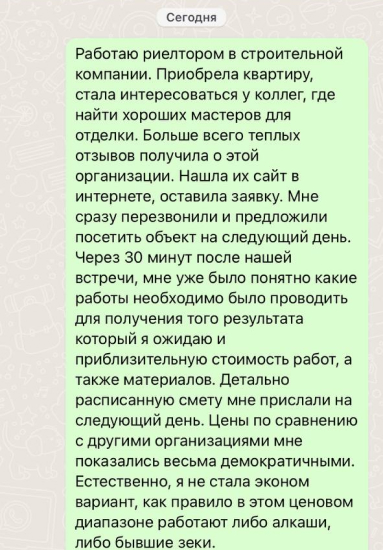 Сегодня
Работаю риелтором в строительной
компании. Приобрела квартиру,
стала интересоваться у коллег, где
найти хороших мастеров для
отделки. Больше всего теплых
отзывов получила о этой
организации. Нашла их сайт в
интернете, оставила заявку. Мне
сразу перезвонили и предложили
посетить объект на следующий день.
Через 30 минут после нашей
встречи, мне уже было понятно какие
работы необходимо было проводить
для получения того результата
который я ожидаю и
приблизительную стоимость работ, а
также материалов. Детально
расписанную смету мне прислали на
следующий день. Цены по сравнению
с другими организациями мне
показались весьма демократичными.
Естественно, я не стала эконом
вариант, как правило в этом ценовом
диапазоне работают либо алкаши,
либо бывшие зеки.